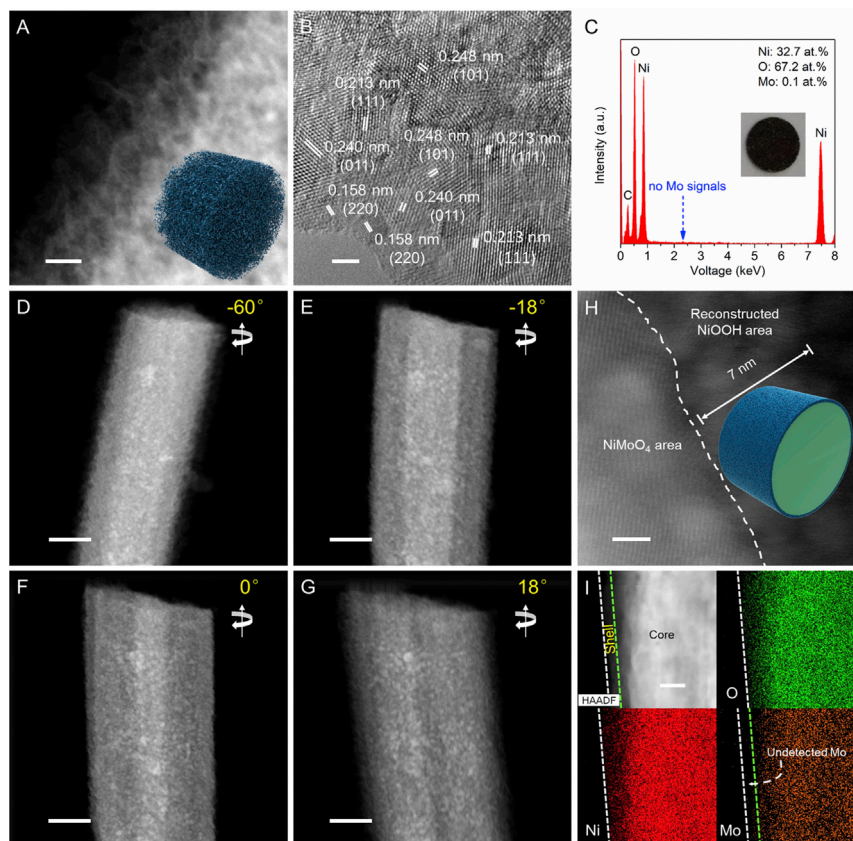 A
B
0.248 nm
(101)
0.213 nm
(111)
0.248 nm
(101)
0.213 nm
(111)
0.240 nm
(011)
0.158 nm
(220)
0.240 nm
(011)
0.158 nm
(220)
0.213 nm
(111)
C
O
Ni
Ni: 32.7 at.%
O: 67.2 at.%
Mo: 0.1 at.%
Ni
C
no Mo signals
Intensity (a.u.)
0 1 2 3 4 5 6 7 8
Voltage (keV)
D
-60°
E
-18°
H
Reconstructed
NiOOH area
7 nm
NiMoO₄ area
F
0°
G
18°
I
Shell
Core
HAADF
O
Ni
Undetected Mo
Mo